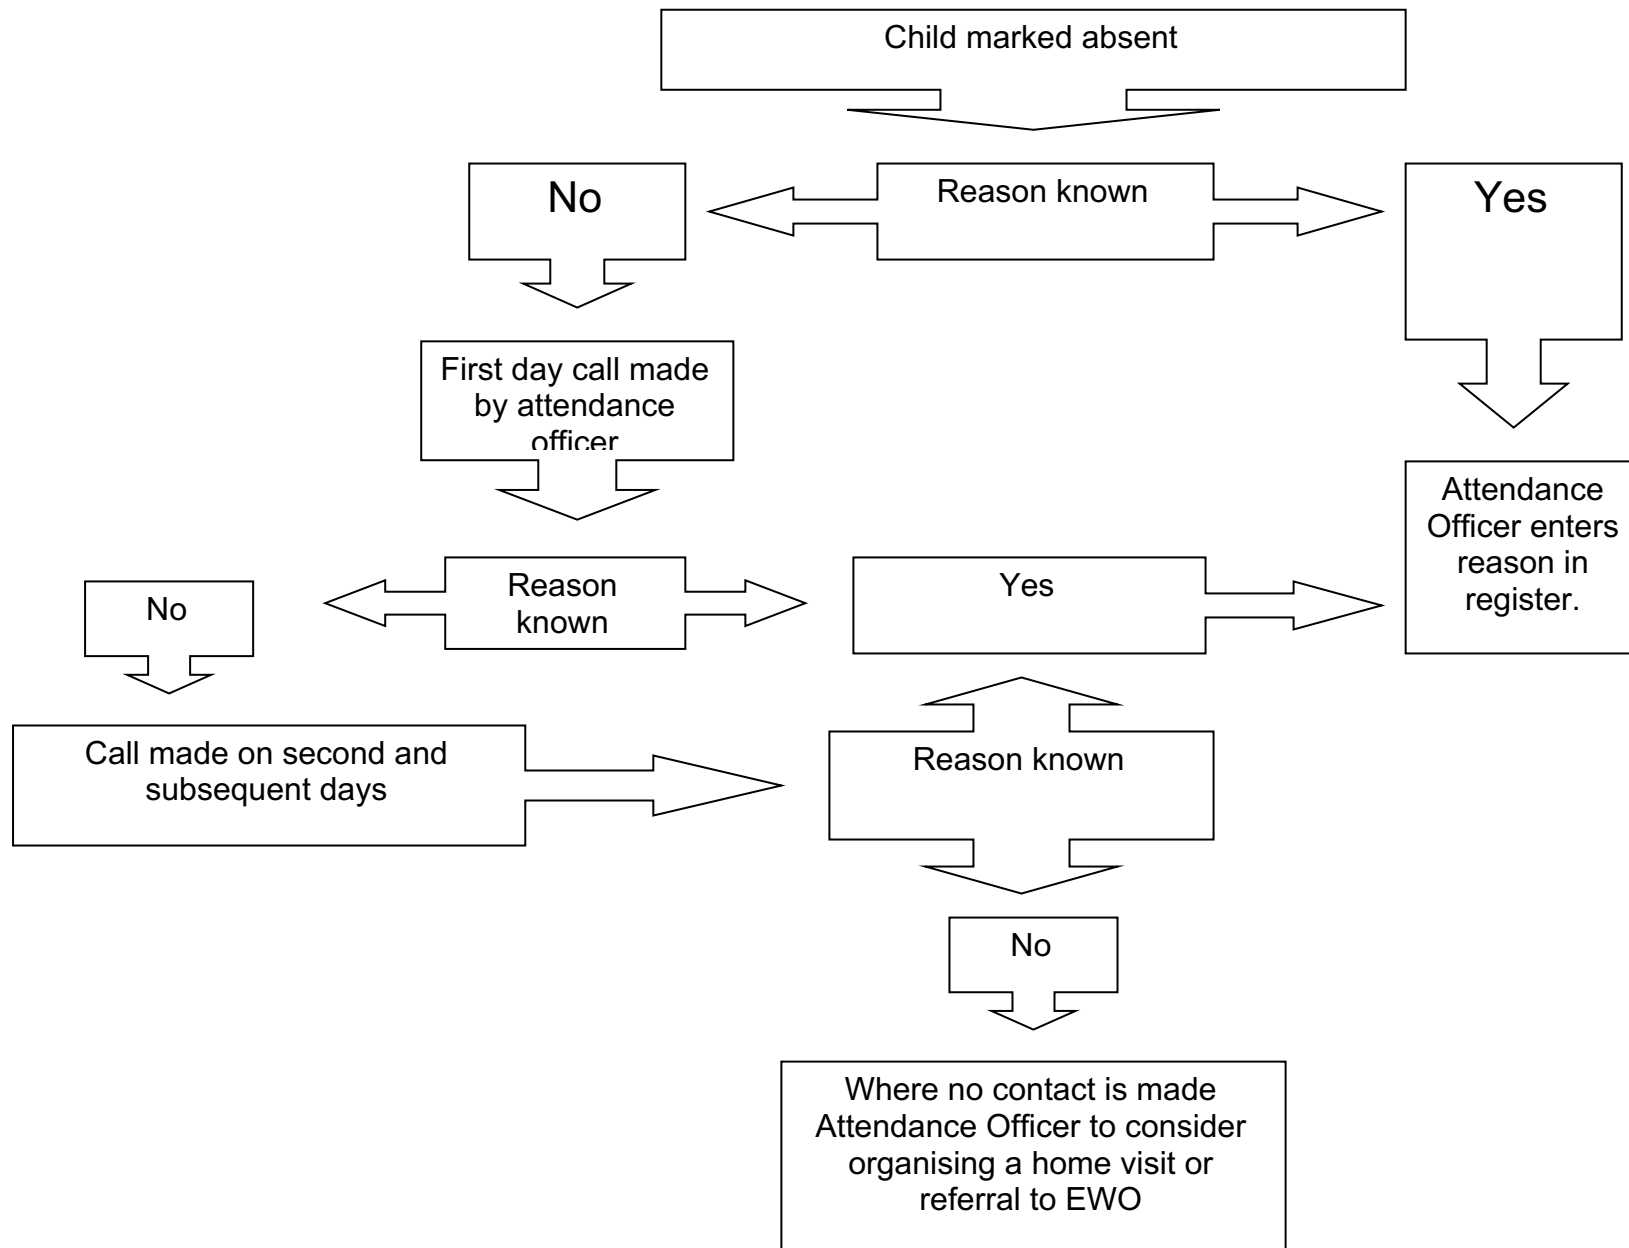 Child marked absent
No
Reason known
Yes
First day call made
by attendance
officer
Attendance
Officer enters
reason in
register.
No
Reason
known
Yes
Call made on second and
subsequent days
Reason known
No
Where no contact is made
Attendance Officer to consider
organising a home visit or
referral to EWO